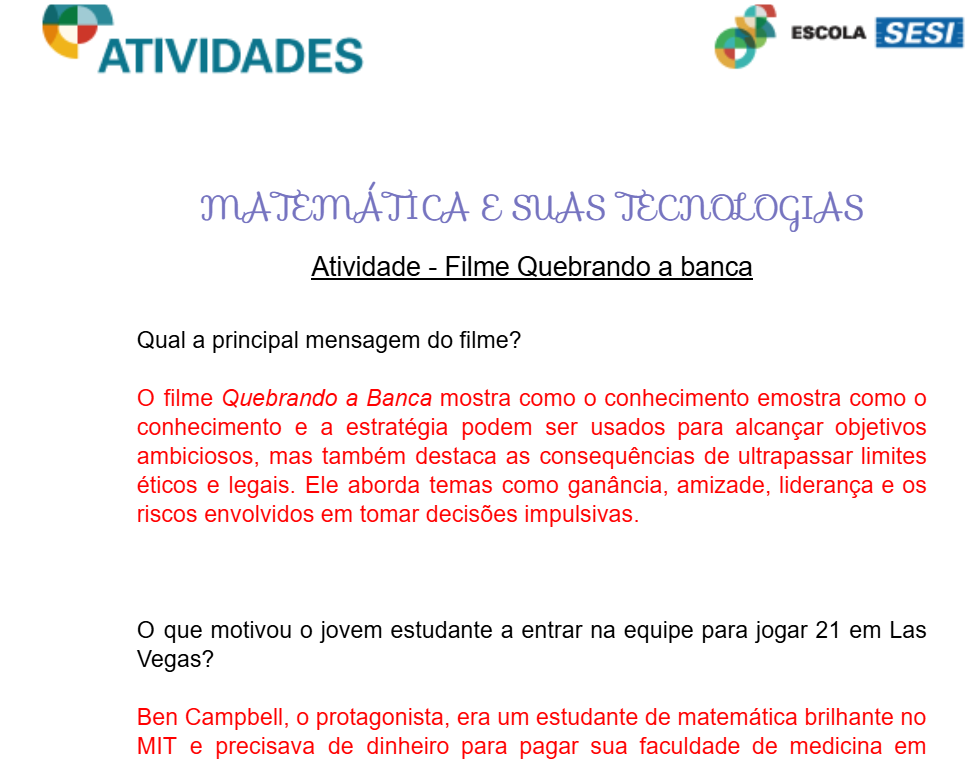 ATIVIDADES
ESCOLA SESI
MATEMÁTICA E SUAS TECNOLOGIAS
Atividade - Filme Quebrando a banca
Qual a principal mensagem do filme?
O filme Quebrando a Banca mostra como o conhecimento emostra como o
conhecimento e a estratégia podem ser usados para alcançar objetivos
ambiciosos, mas também destaca as consequências de ultrapassar limites
éticos e legais. Ele aborda temas como ganância, amizade, liderança e os
riscos envolvidos em tomar decisões impulsivas.
O que motivou o jovem estudante a entrar na equipe para jogar 21 em Las
Vegas?
Ben Campbell, o protagonista, era um estudante de matemática brilhante no
MIT e precisava de dinheiro para pagar sua faculdade de medicina em